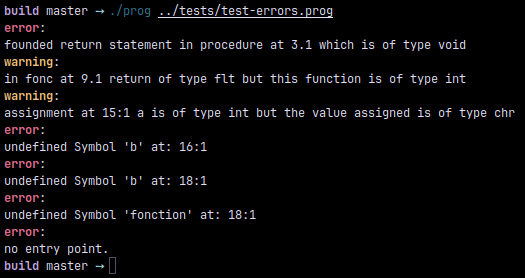 build master → ./prog ../tests/test-errors.prog
error:
founded return statement in procedure at 3.1 which is of type void
warning:
in fonc at 9.1 return of type flt but this function is of type int
warning:
assignment at 15:1 a is of type int but the value assigned is of type chr
error:
undefined Symbol 'b' at: 16:1
error:
undefined Symbol 'b' at: 18:1
error:
undefined Symbol 'fonction' at: 18:1
error:
no entry point.
build master →